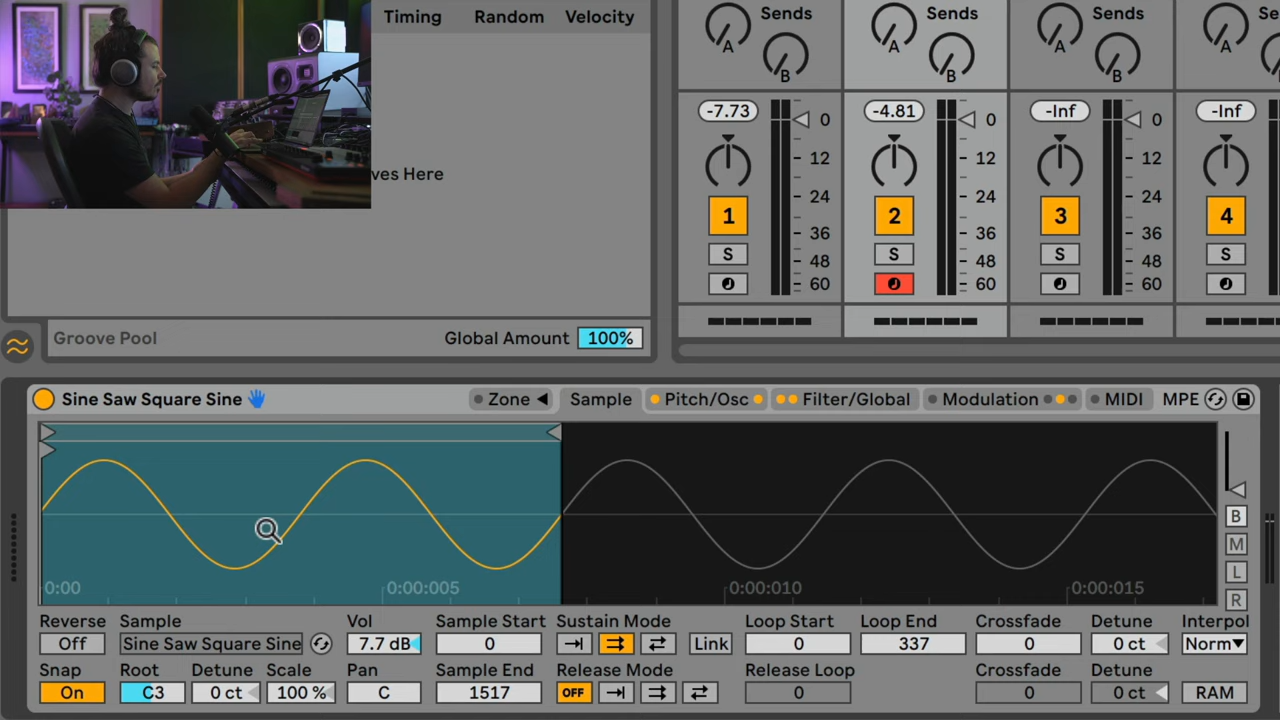 Timing Random Velocity
Sends Sends Sends Se
A A A A
B B B
-7.73 -4.81 -Inf -Inf
0 0 0
12 12 12
24 24 24
1 2 3 4
36 36 36
S S S S
48 48 48
60 60 60
ves Here
Groove Pool Global Amount 100%
Sine Saw Square Sine Zone Sample Pitch/Osc Filter/Global Modulation MIDI MPE
B
M
L
R
0:00 0:00:005 0:00:010 0:00:015
Reverse Sample Vol Sample Start Sustain Mode Loop Start Loop End Crossfade Detune Interpol
Off Sine Saw Square Sine 7.7 dB 0 Link 0 337 0 0 ct Norm
Snap Root Detune Scale Pan Sample End Release Mode Release Loop Crossfade Detune
On C3 0 ct 100 % C 1517 OFF 0 0 0 ct RAM